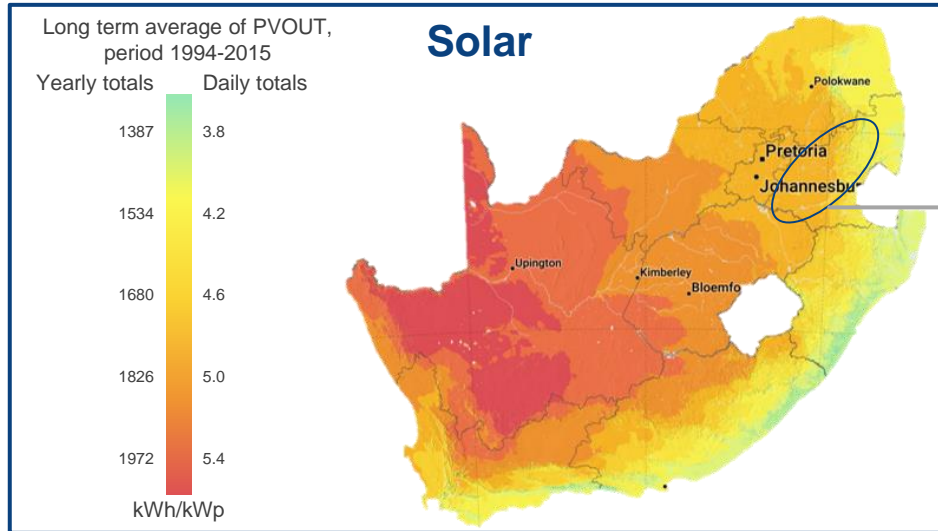 Long term average of PVOUT,
period 1994-2015
Solar
Yearly totals Daily totals
1387 3.8
1534 4.2
1680 4.6
1826 5.0
1972 5.4
kWh/kWp
Polokwane
Pretoria
Johannesbu
Upington
Kimberley
Bloemfo